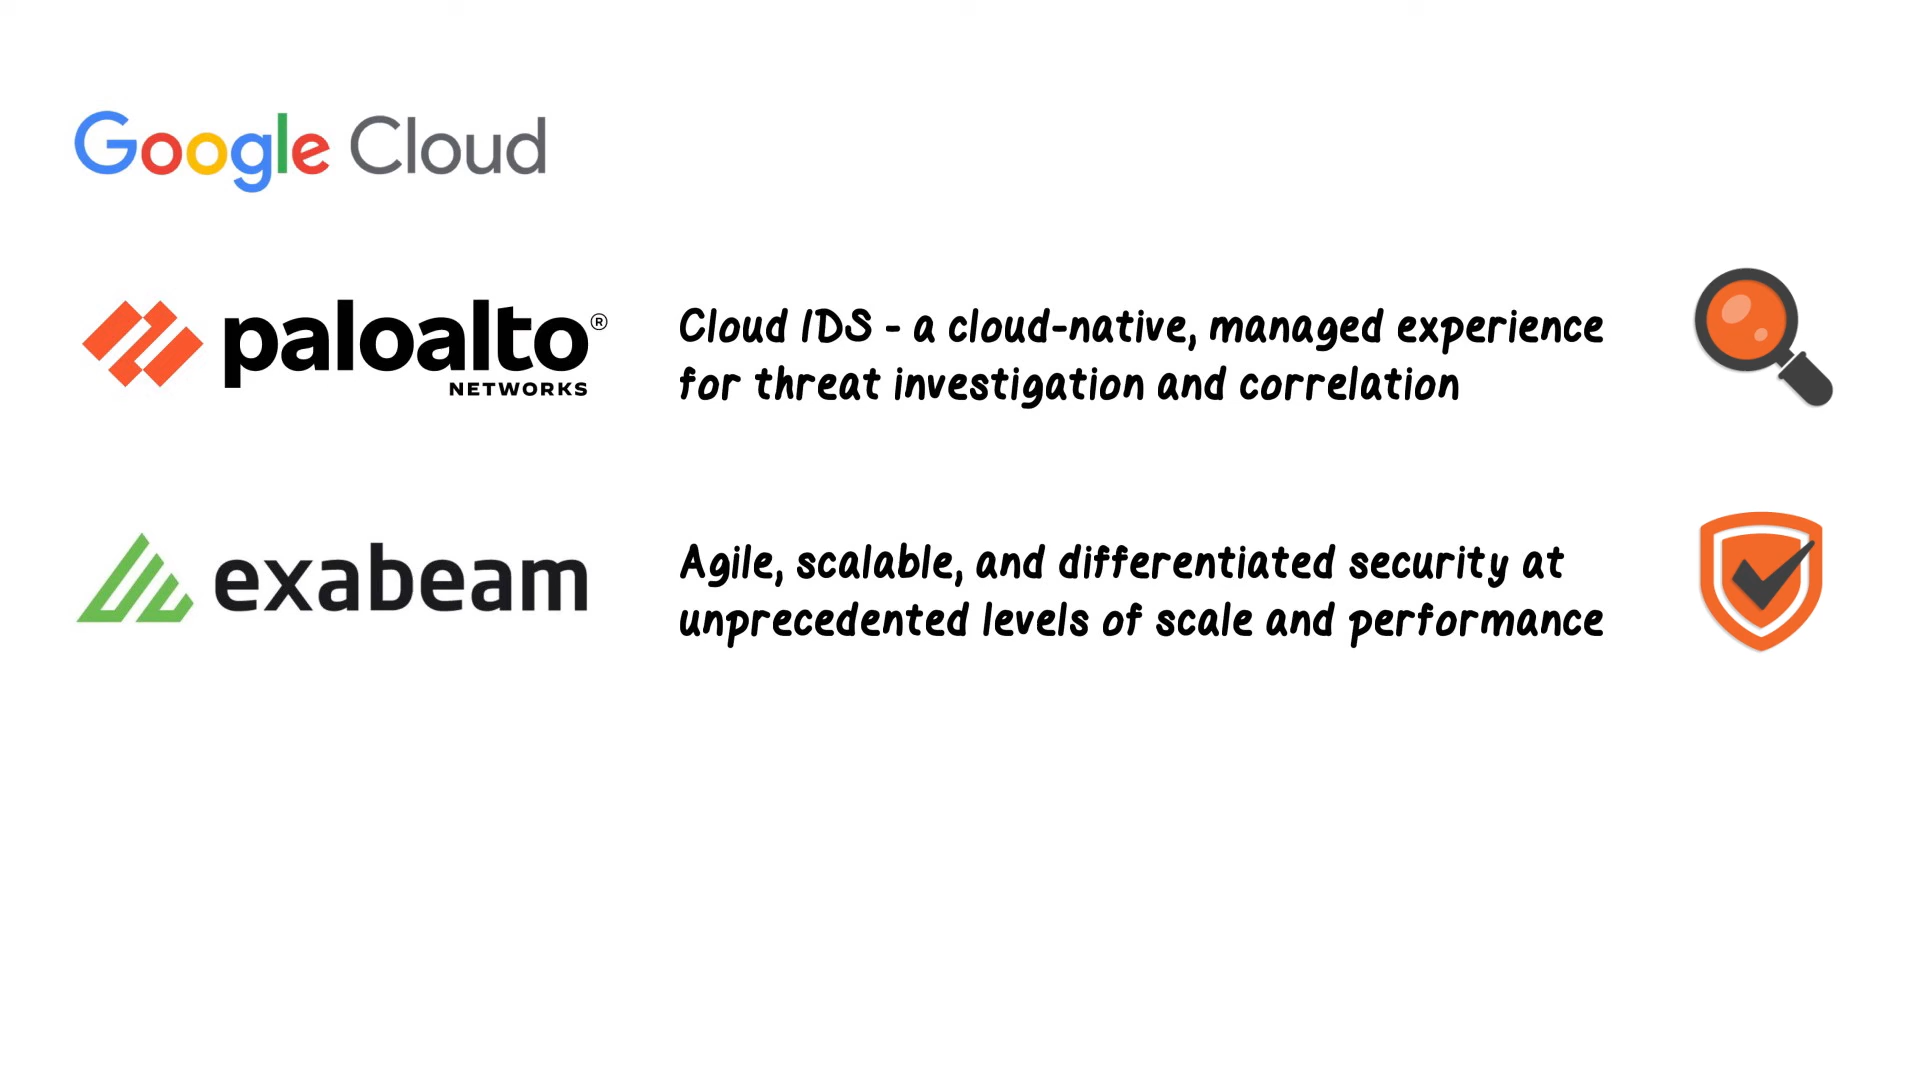 Google Cloud
paloalto®
NETWORKS
Cloud IDS - a cloud-native, managed experience
for threat investigation and correlation
exabeam
Agile, scalable, and differentiated security at
unprecedented levels of scale and performance